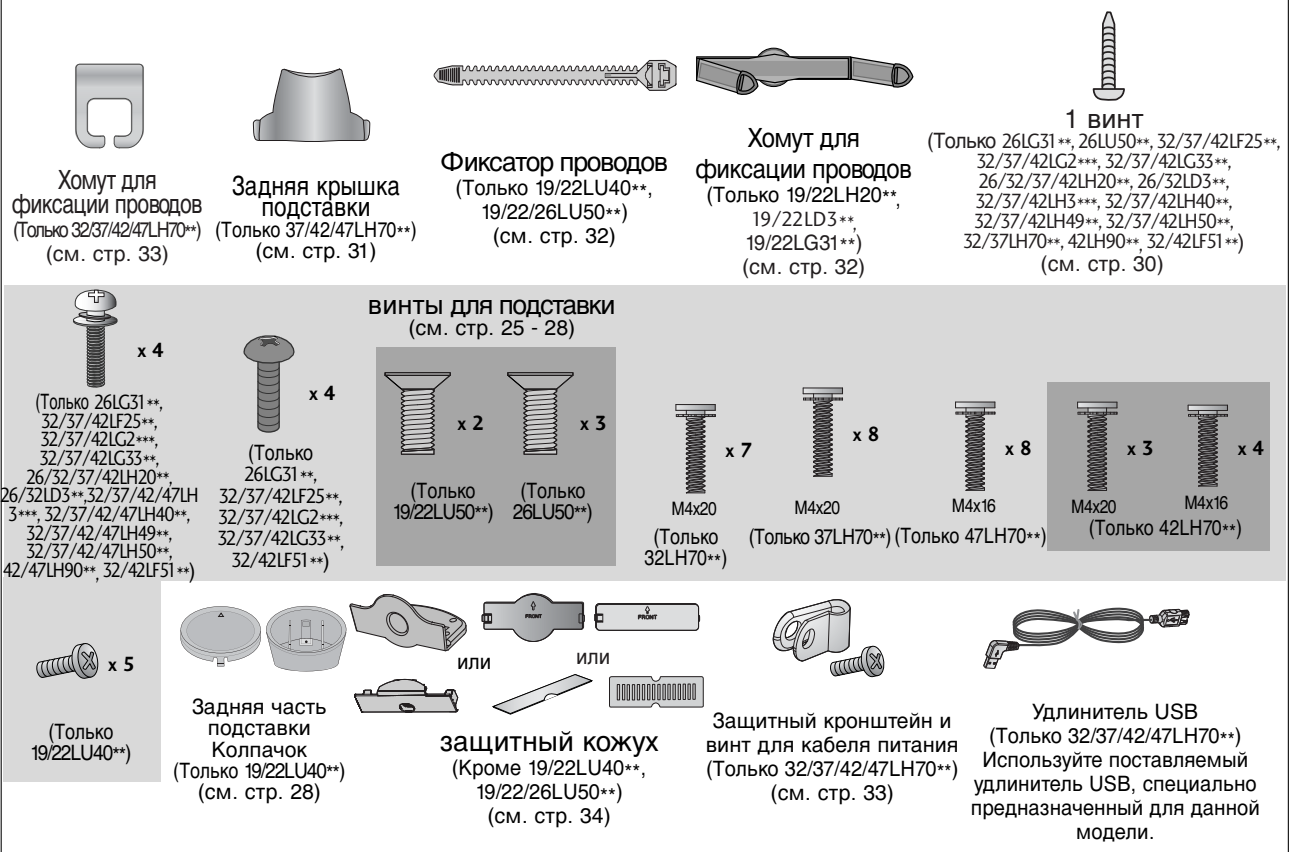 Хомут для
фиксации проводов
(Только 32/37/42/47LH70**)
(см. стр. 33)
Задняя крышка
подставки
(Только 37/42/47LH70**)
(см. стр. 31)
Фиксатор проводов
(Только 19/22LU40**,
19/22/26LU50**)
(см. стр. 32)
Хомут для
фиксации проводов
(Только 19/22LH20**,
19/22LD3**,
19/22LG31**)
(см. стр. 32)
1 винт
(Только 26LG31**, 26LU50**, 32/37/42LF25**,
32/37/42LG2***, 32/37/42LG33**,
26/32/37/42LH20**, 26/32LD3**,
32/37/42LH3***, 32/37/42LH40**,
32/37/42LH49**, 32/37/42LH50**,
32/37LH70**, 42LH90**, 32/42LF51**)
(см. стр. 30)
винты для подставки
(см. стр. 25 - 28)
x 4
(Только 26LG31**,
32/37/42LF25**,
32/37/42LG2***,
32/37/42LG33**,
26/32/37/42LH20**,
26/32LD3**,32/37/42/47LH
3***, 32/37/42/47LH40**,
32/37/42/47LH49**,
32/37/42/47LH50**,
42/47LH90**, 32/42LF51**)
x 4
(Только
26LG31**,
32/37/42LF25**,
32/37/42LG2***,
32/37/42LG33**,
32/42LF51**)
x 2
(Только
19/22LU50**)
x 3
(Только
26LU50**)
x 7
M4x20
(Только
32LH70**)
x 8
M4x20
(Только 37LH70**)
x 8
M4x16
(Только 47LH70**)
x 3
M4x20
x 4
M4x16
(Только 42LH70**)
x 5
(Только
19/22LU40**)
Задняя часть
подставки
Колпачок
(Только 19/22LU40**)
(см. стр. 28)
или
FRONT
FRONT
или
защитный кожух
(Кроме 19/22LU40**,
19/22/26LU50**)
(см. стр. 34)
Защитный кронштейн и
винт для кабеля питания
(Только 32/37/42/47LH70**)
(см. стр. 33)
Удлинитель USB
(Только 32/37/42/47LH70**)
Используйте поставляемый
удлинитель USB, специально
предназначенный для данной
модели.